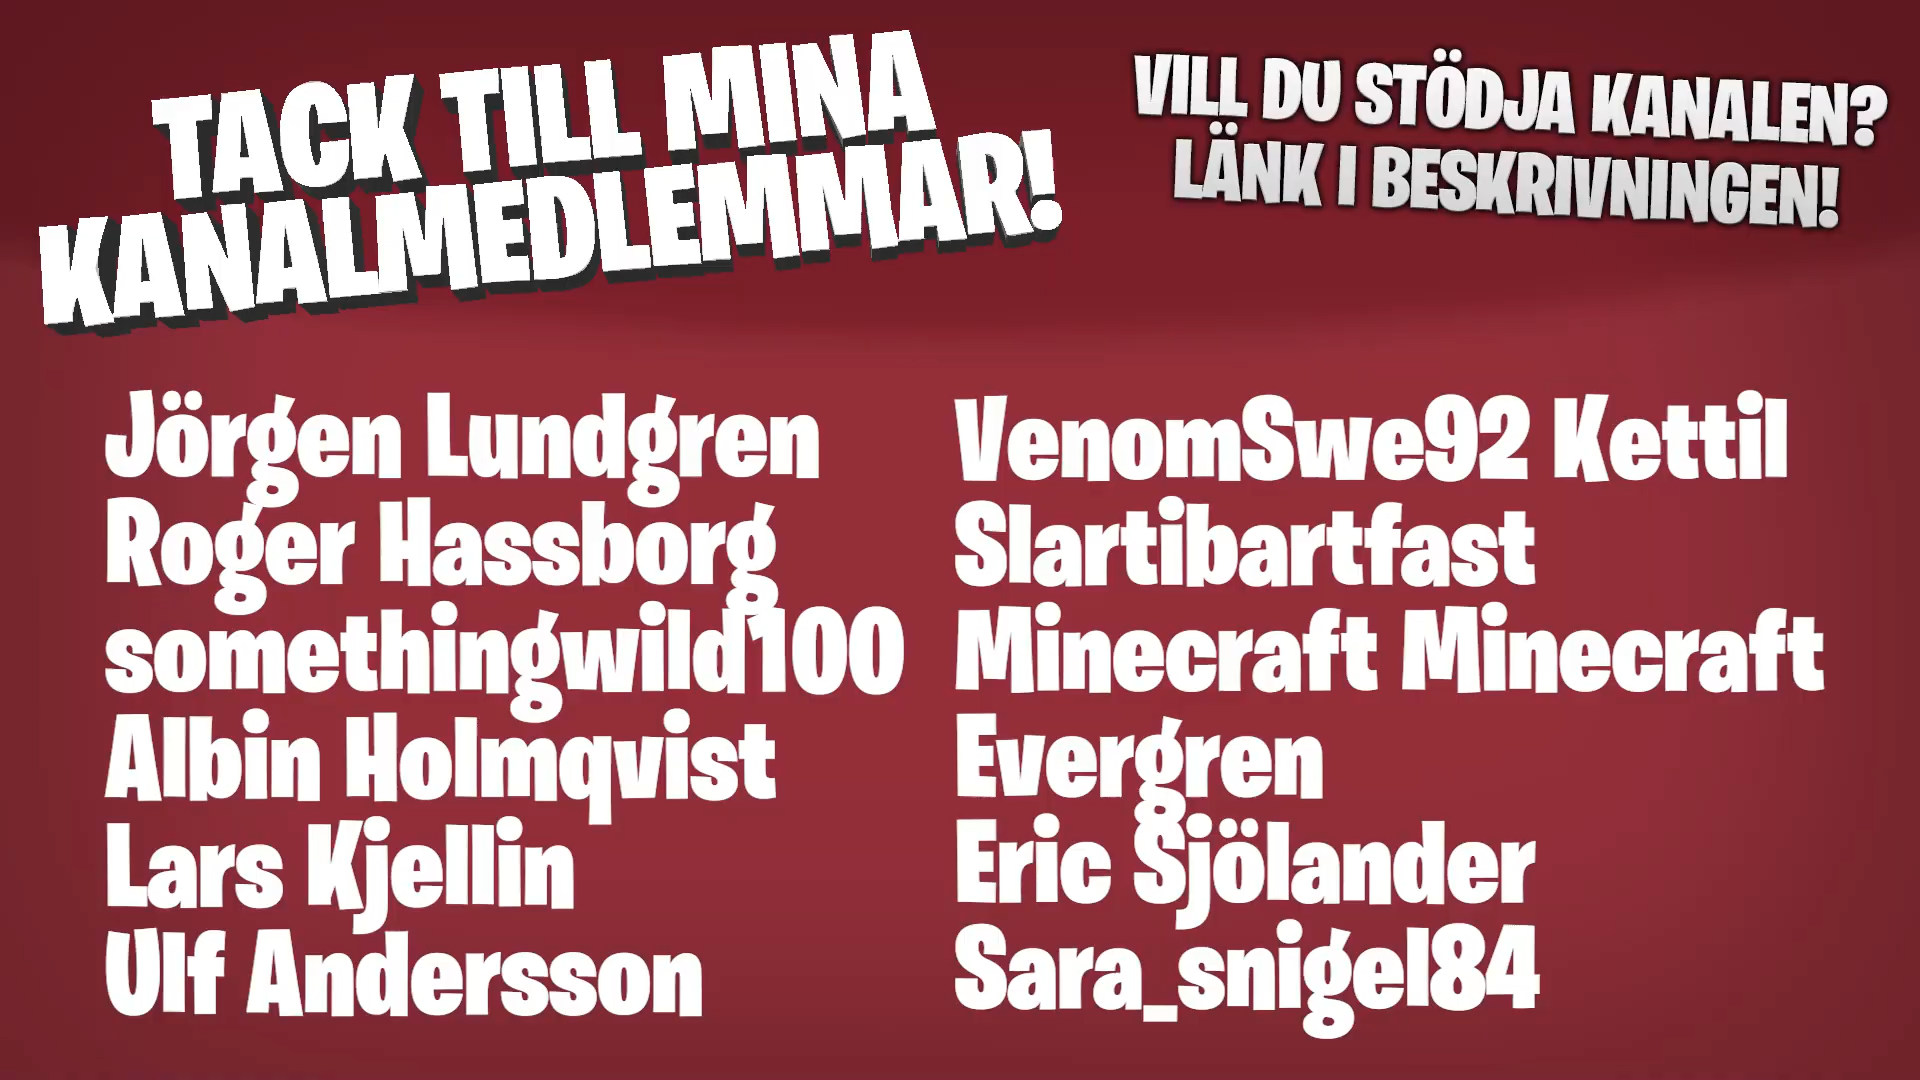 TACK TILL MINA
KANALMEDLEMMAR!
VILL DU STÖDJA KANALEN?
LÄNK I BESKRIVNINGEN!
Jörgen Lundgren
Roger Hassborg
somethingwild100
Albin Holmqvist
Lars Kjellin
Ulf Andersson
VenomSwe92 Kettil
Slartibartfast
Minecraft Minecraft
Evergren
Eric Sjölander
Sara_snigel84